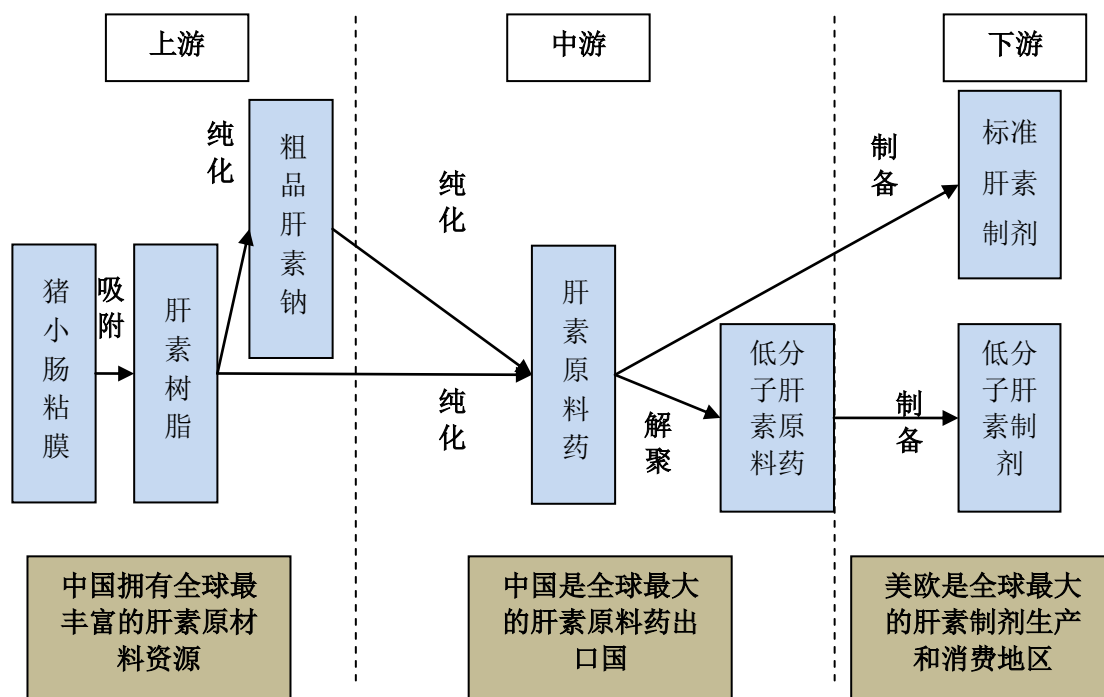 上游
中游
下游
纯
化
粗
品
肝
素
钠
纯
化
制
备
标准
肝素
制剂
猪
小
肠
粘
膜
吸
附
肝
素
树
脂
纯
化
肝
素
原
料
药
解
聚
低分
子肝
素原
料药
制
备
低分
子肝
素制
剂
中国拥有全球最
丰富的肝素原材
料资源
中国是全球最大
的肝素原料药出
口国
美欧是全球最大
的肝素制剂生产
和消费地区